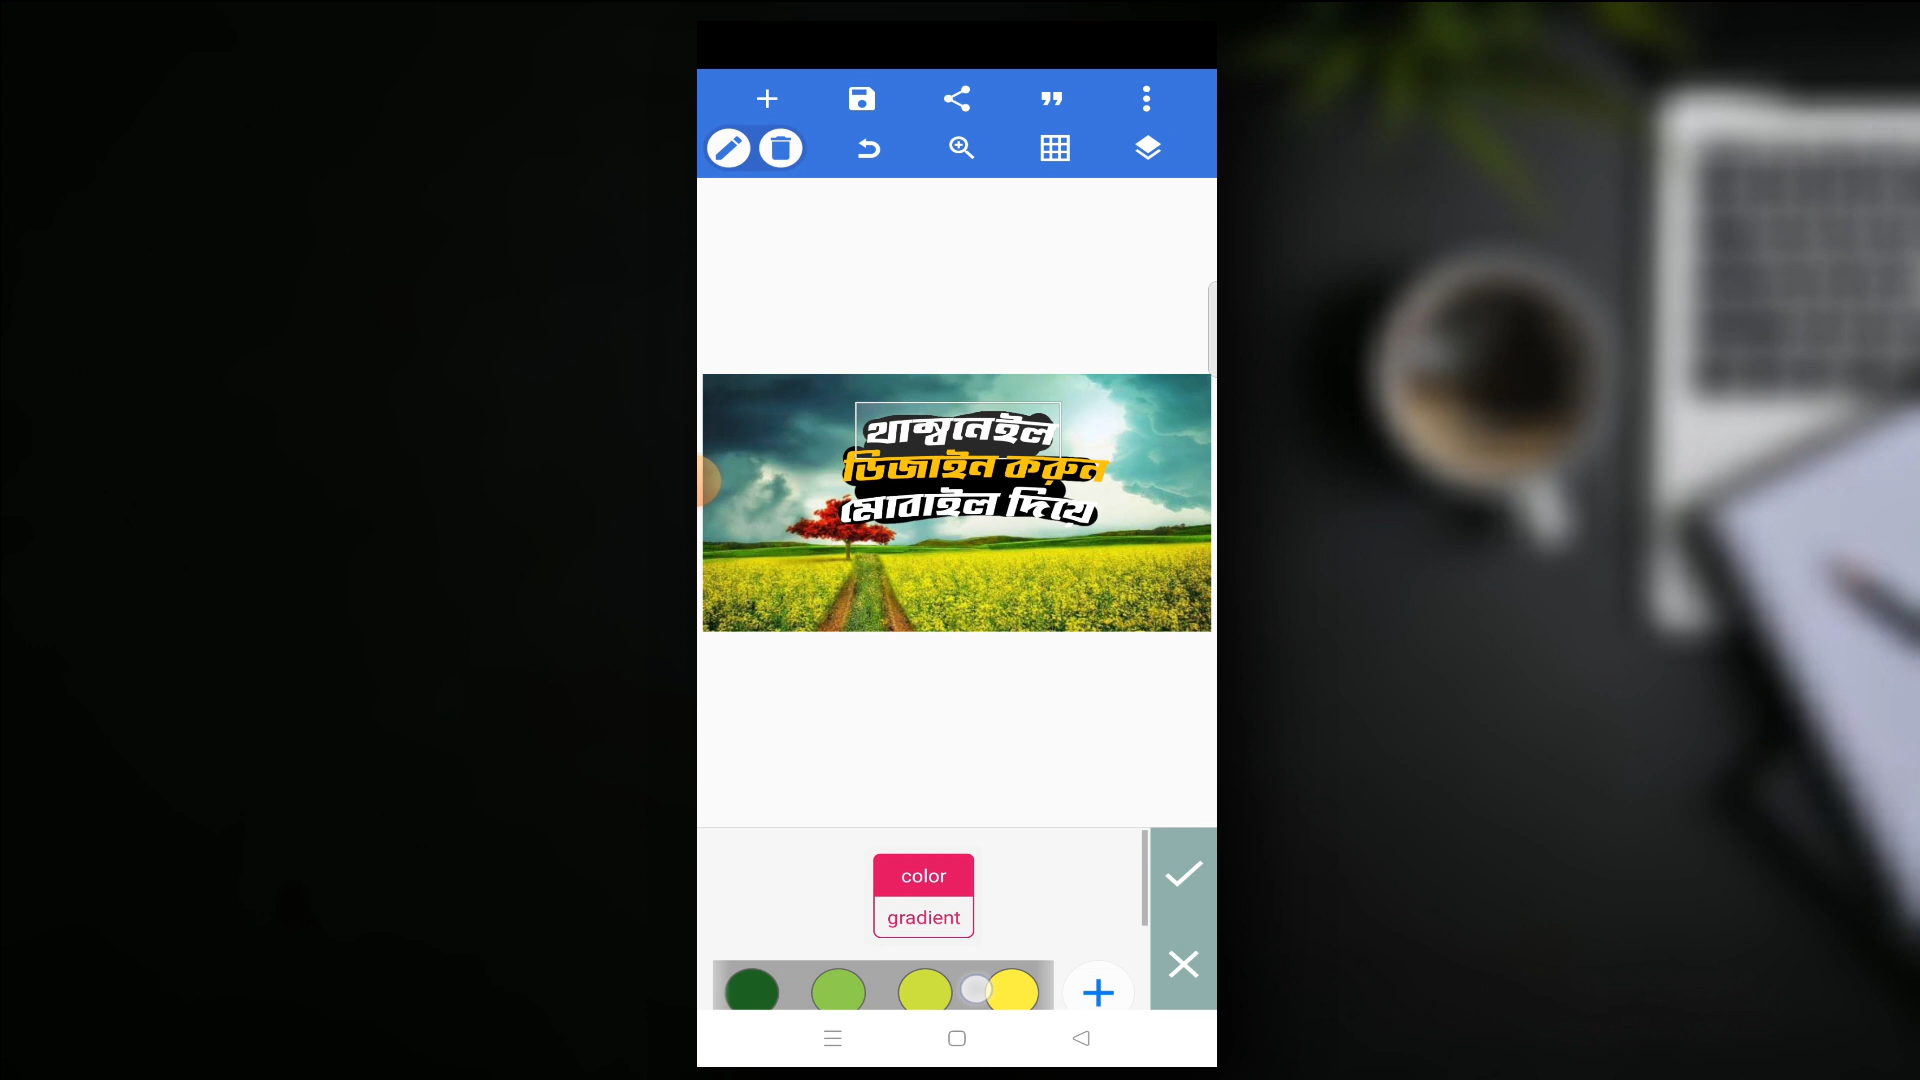 থাম্বনেইল
ডিজাইন করুন
মোবাইল দিয়ে
color
gradient